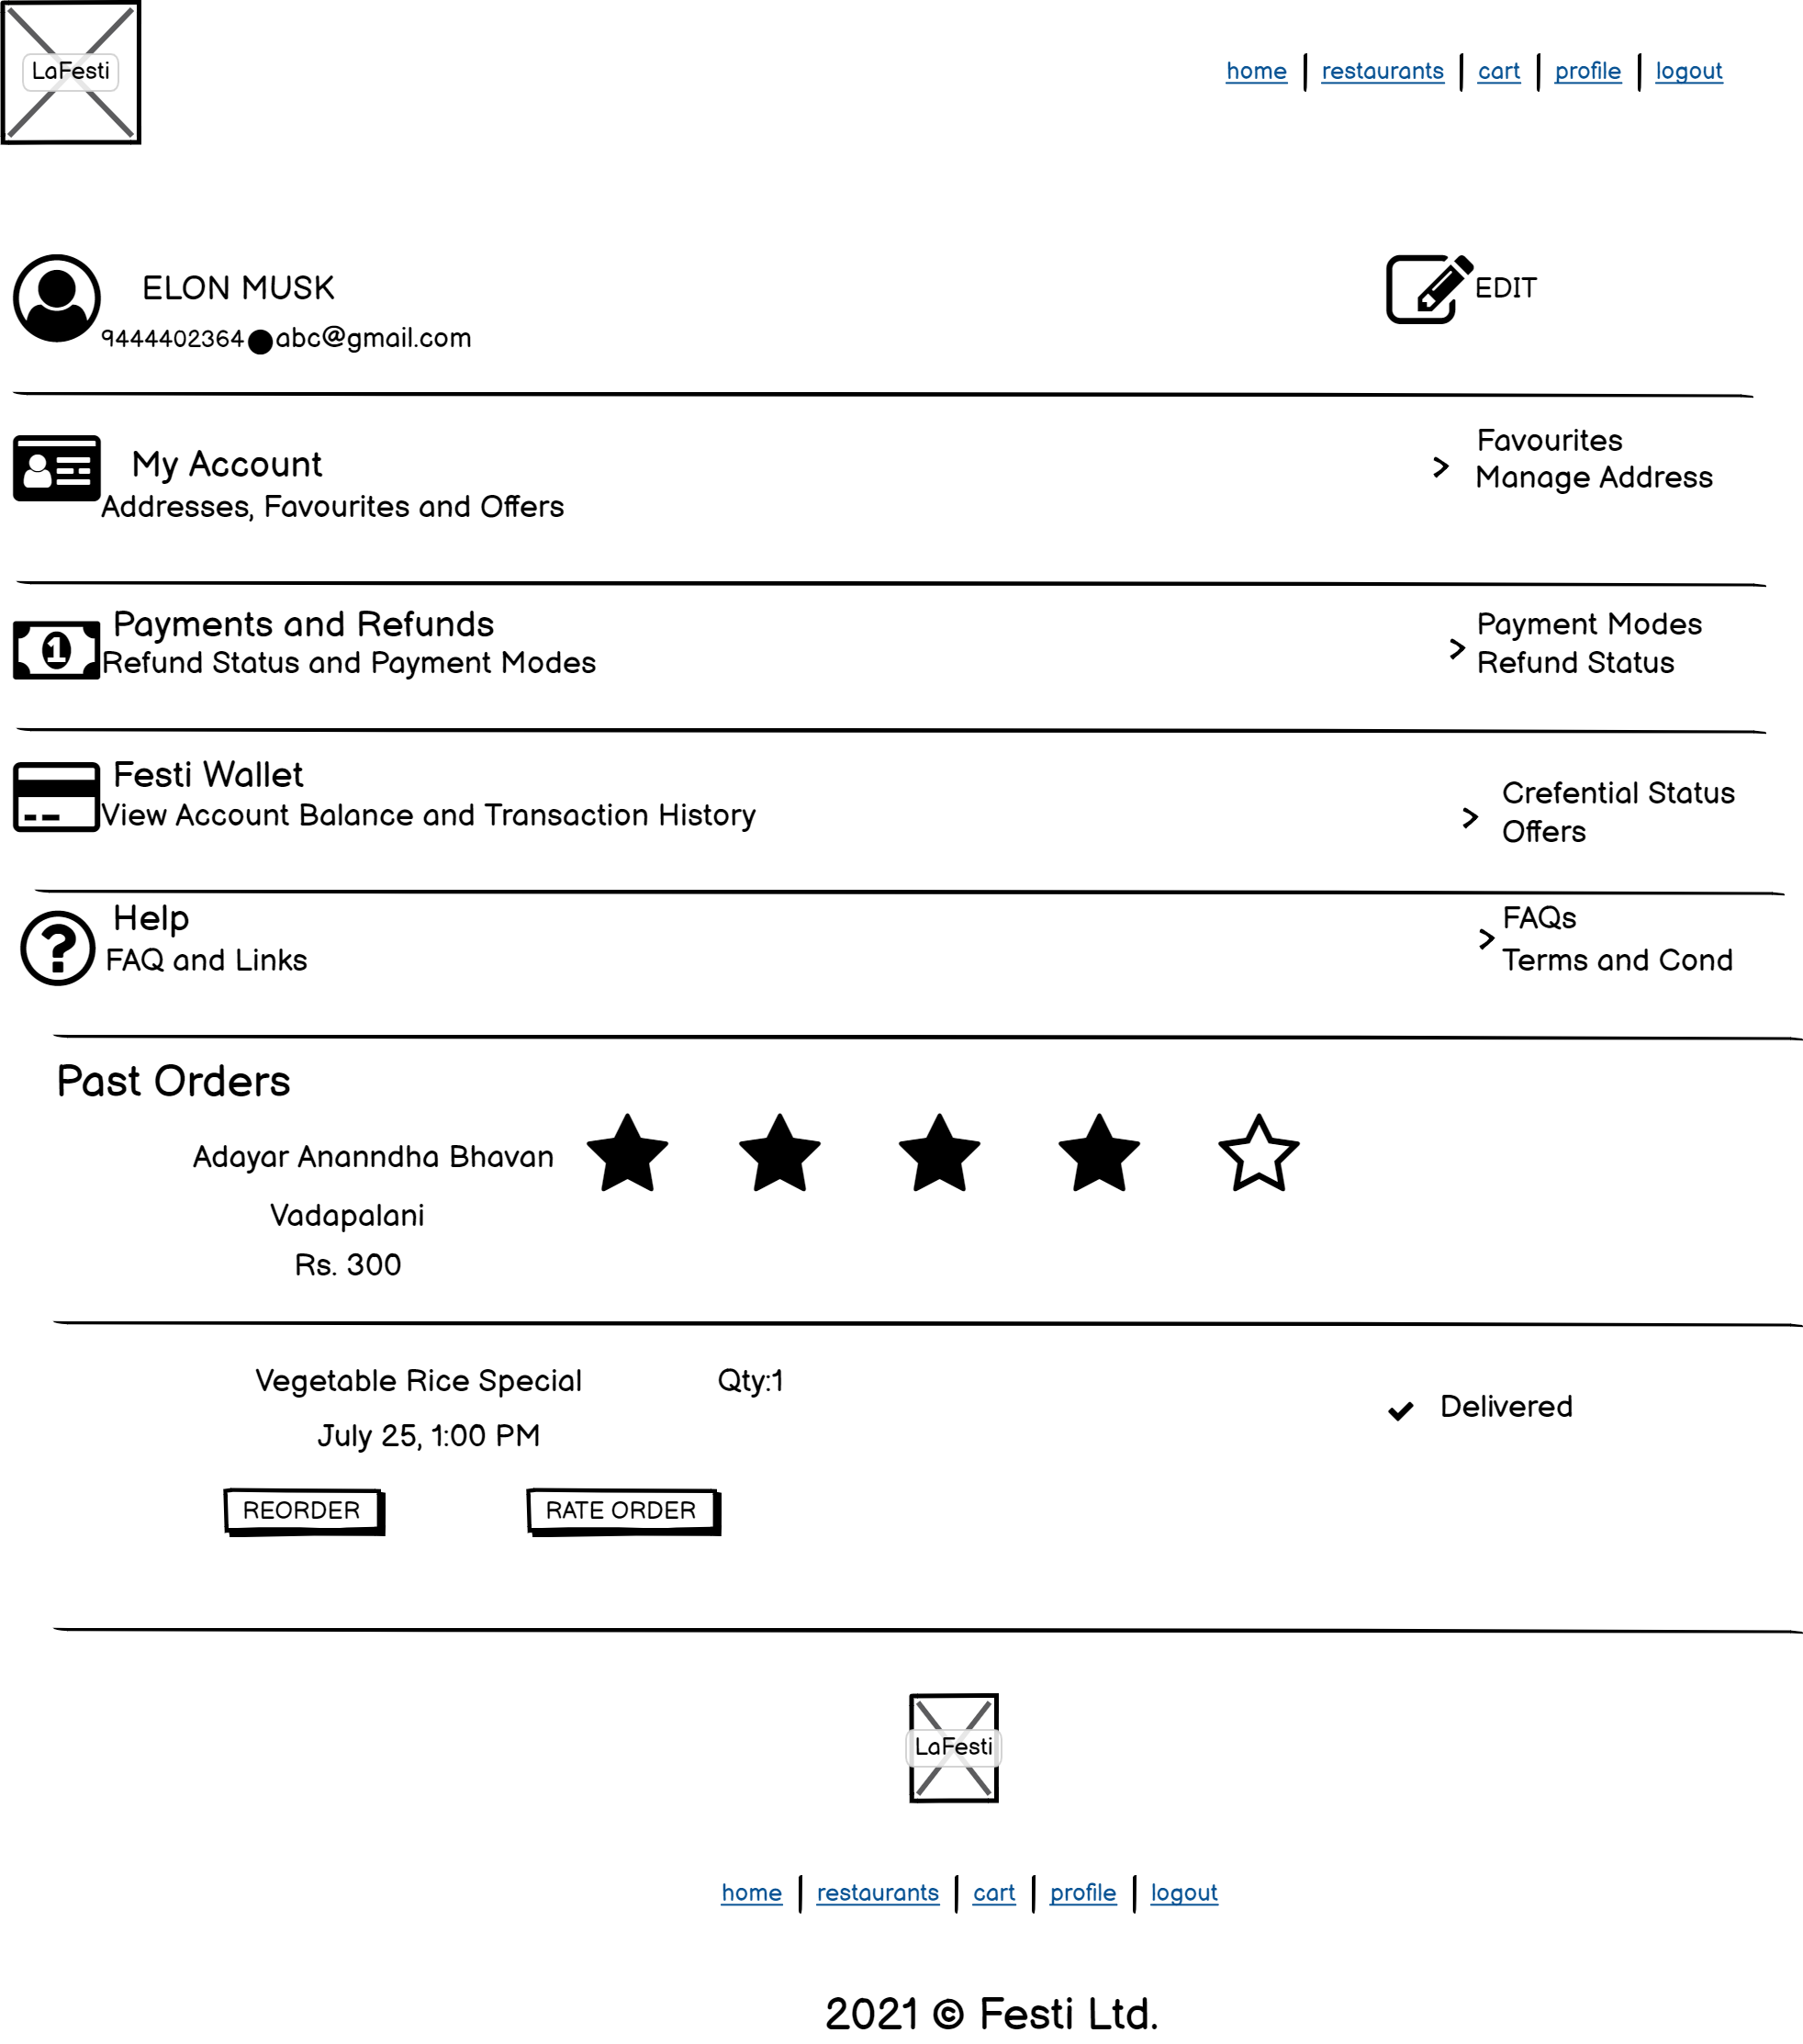 LaFesti
home | restaurants | cart | profile | logout
ELON MUSK
EDIT
9444402364 ● abc@gmail.com
My Account
Addresses, Favourites and Offers
> Favourites
Manage Address
Payments and Refunds
Refund Status and Payment Modes
> Payment Modes
Refund Status
Festi Wallet
View Account Balance and Transaction History
> Crefential Status
Offers
Help
FAQ and Links
> FAQs
Terms and Cond
Past Orders
Adayar Ananndha Bhavan
Vadapalani
Rs. 300
Vegetable Rice Special Qty:1
Delivered
July 25, 1:00 PM
REORDER RATE ORDER
LaFesti
home | restaurants | cart | profile | logout
2021 © Festi Ltd.